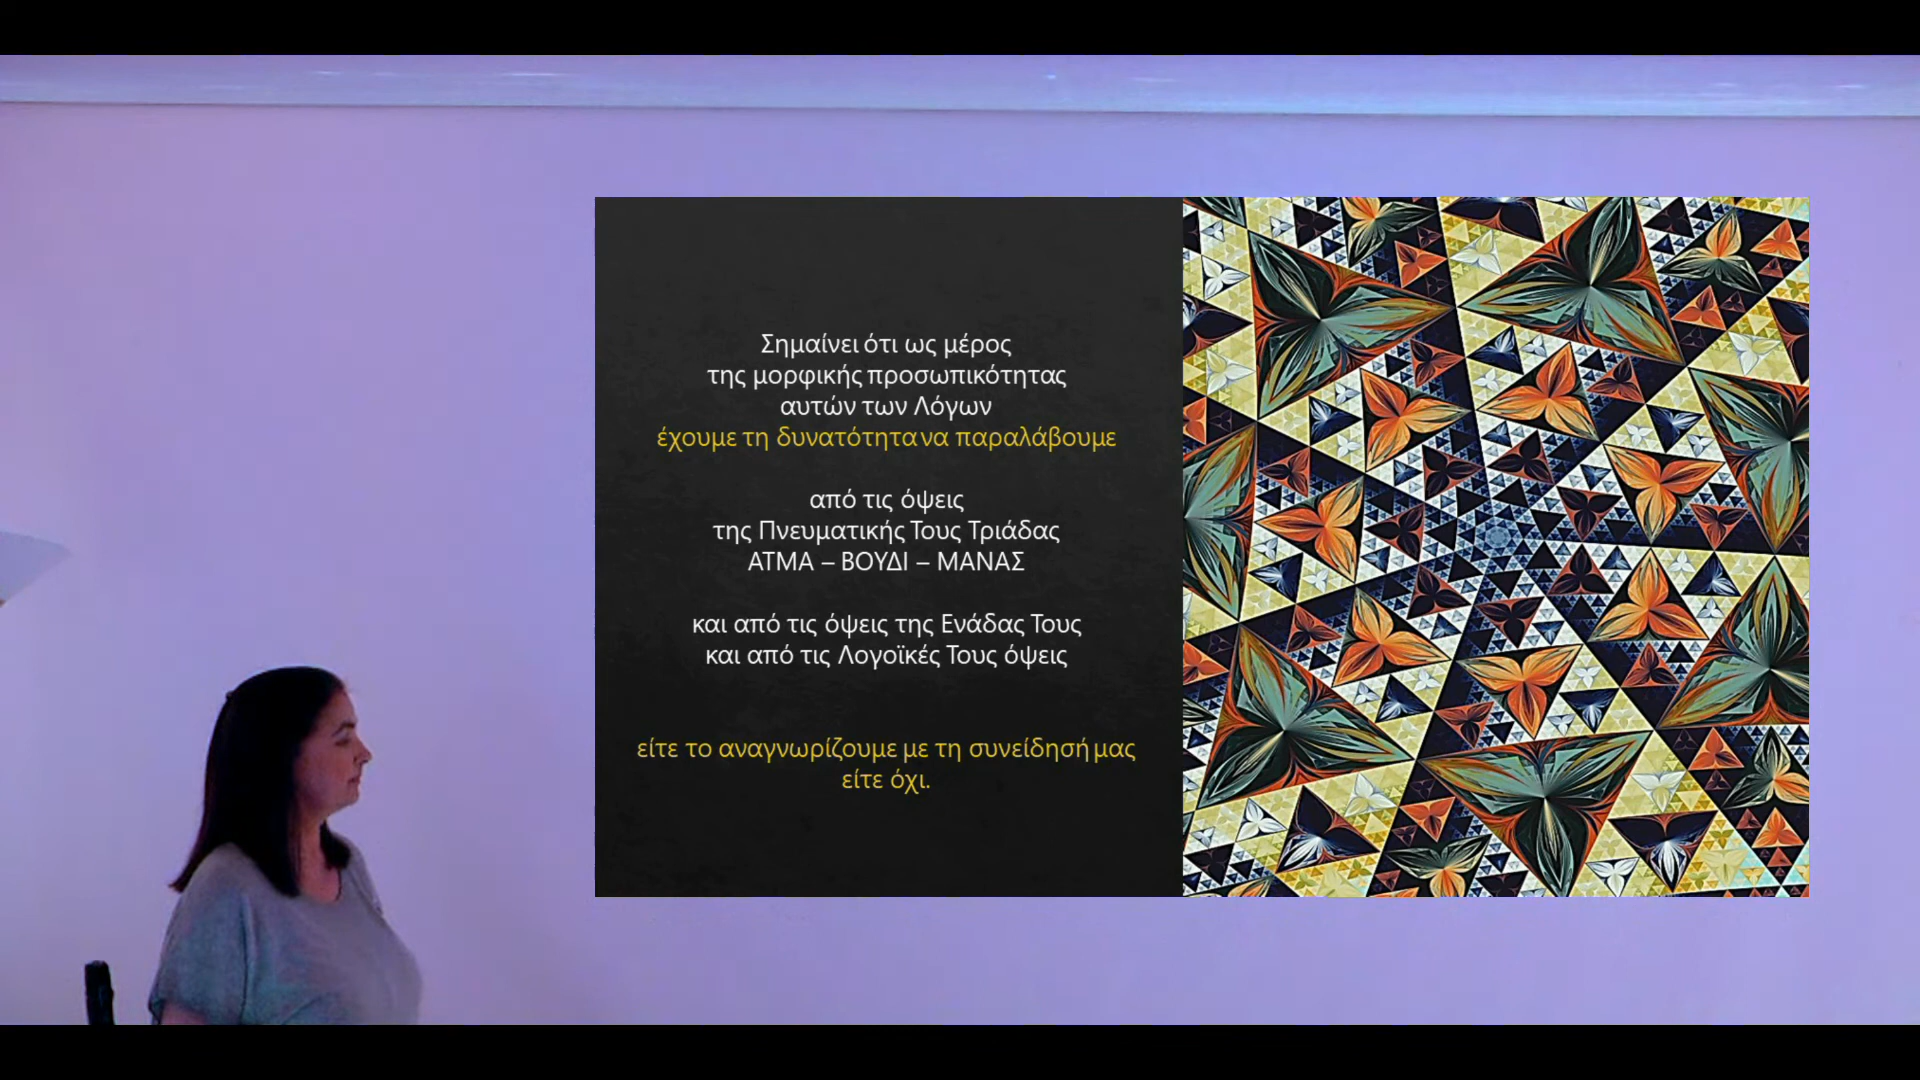 Σημαίνει ότι ως μέρος
της μορφικής προσωπικότητας
αυτών των Λόγων
έχουμε τη δυνατότητα να παραλάβουμε
από τις όψεις
της Πνευματικής Τους Τριάδας
ΑΤΜΑ – ΒΟΥΔΙ – ΜΑΝΑΣ
και από τις όψεις της Ενάδας Τους
και από τις Λογοϊκές Τους όψεις
είτε το αναγνωρίζουμε με τη συνείδησή μας
είτε όχι.